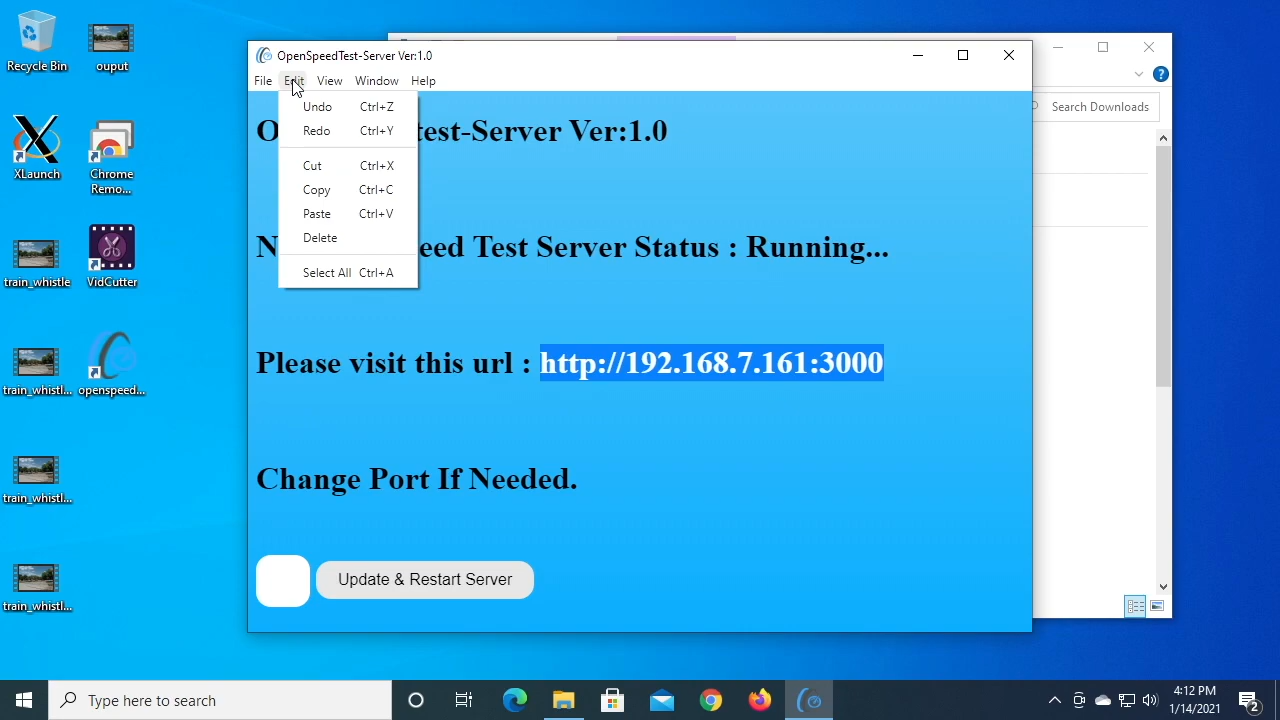 Recycle Bin
ouput
XLaunch
Chrome
Remo...
train_whistle
VidCutter
train_whistl...
openspeed...
train_whistl...
train_whistl...
OpenSpeedTest-Server Ver:1.0
File Edit View Window Help
Undo Ctrl+Z
Redo Ctrl+Y
Cut Ctrl+X
Copy Ctrl+C
Paste Ctrl+V
Delete
Select All Ctrl+A
test-Server Ver:1.0
eed Test Server Status : Running...
Please visit this url : http://192.168.7.161:3000
Change Port If Needed.
Update & Restart Server
?
Search Downloads
Type here to search
4:12 PM
1/14/2021
2